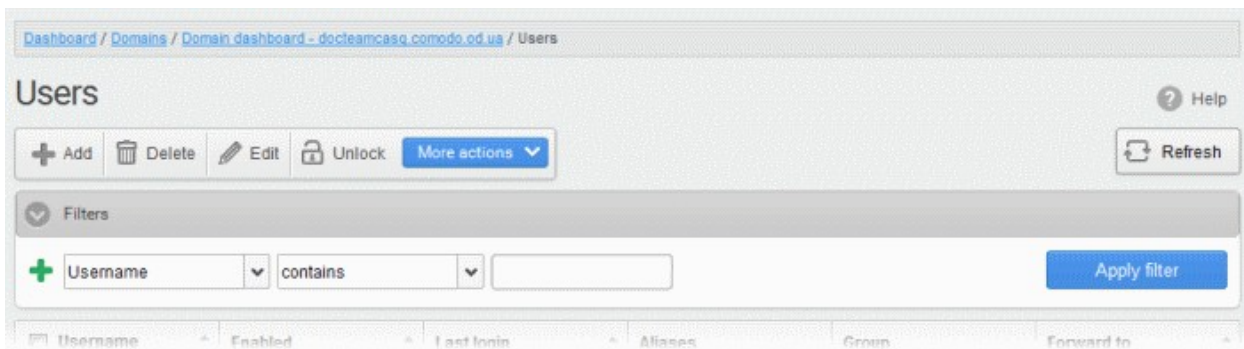 Dashboard / Domains / Domain dashboard - docteamcasg.comodo.od.ua / Users
Users
Help
Add Delete Edit Unlock More actions
Refresh
Filters
Username contains
Apply filter
Username Enabled Last login Aliases Group Forward to